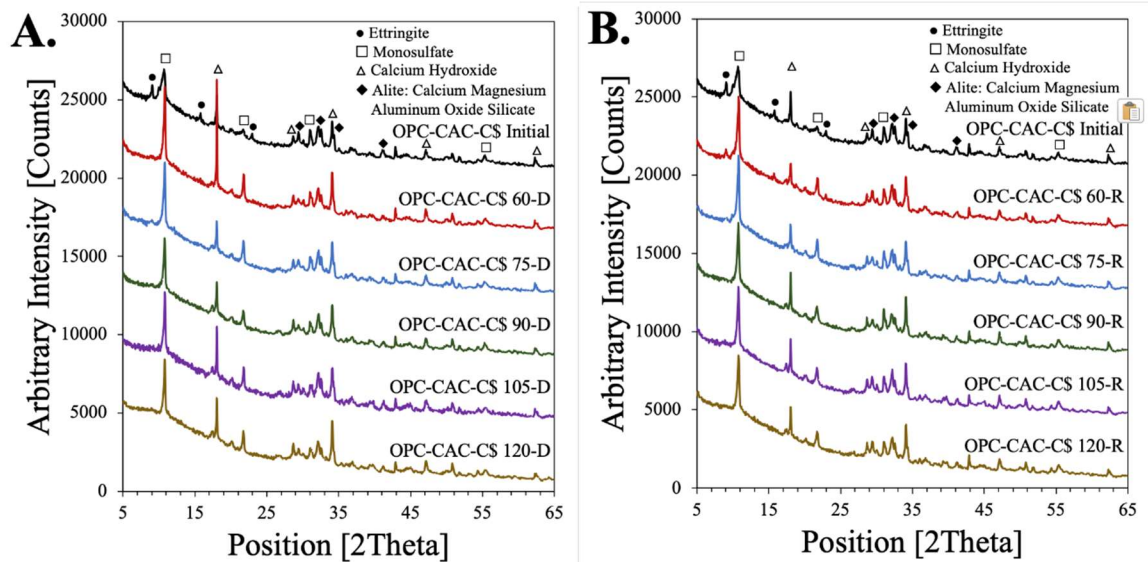 A.
Arbitrary Intensity [Counts]
30000
25000
20000
15000
10000
5000
0
Ettringite
Monosulfate
Calcium Hydroxide
Alite: Calcium Magnesium
Aluminum Oxide Silicate
OPC-CAC-C$ Initial
OPC-CAC-C$ 60-D
OPC-CAC-C$ 75-D
OPC-CAC-C$ 90-D
OPC-CAC-C$ 105-D
OPC-CAC-C$ 120-D
5 15 25 35 45 55 65
Position [2Theta]
B.
Arbitrary Intensity [Counts]
30000
25000
20000
15000
10000
5000
0
Ettringite
Monosulfate
Calcium Hydroxide
Alite: Calcium Magnesium
Aluminum Oxide Silicate
OPC-CAC-C$ Initial
OPC-CAC-C$ 60-R
OPC-CAC-C$ 75-R
OPC-CAC-C$ 90-R
OPC-CAC-C$ 105-R
OPC-CAC-C$ 120-R
5 15 25 35 45 55 65
Position [2Theta]